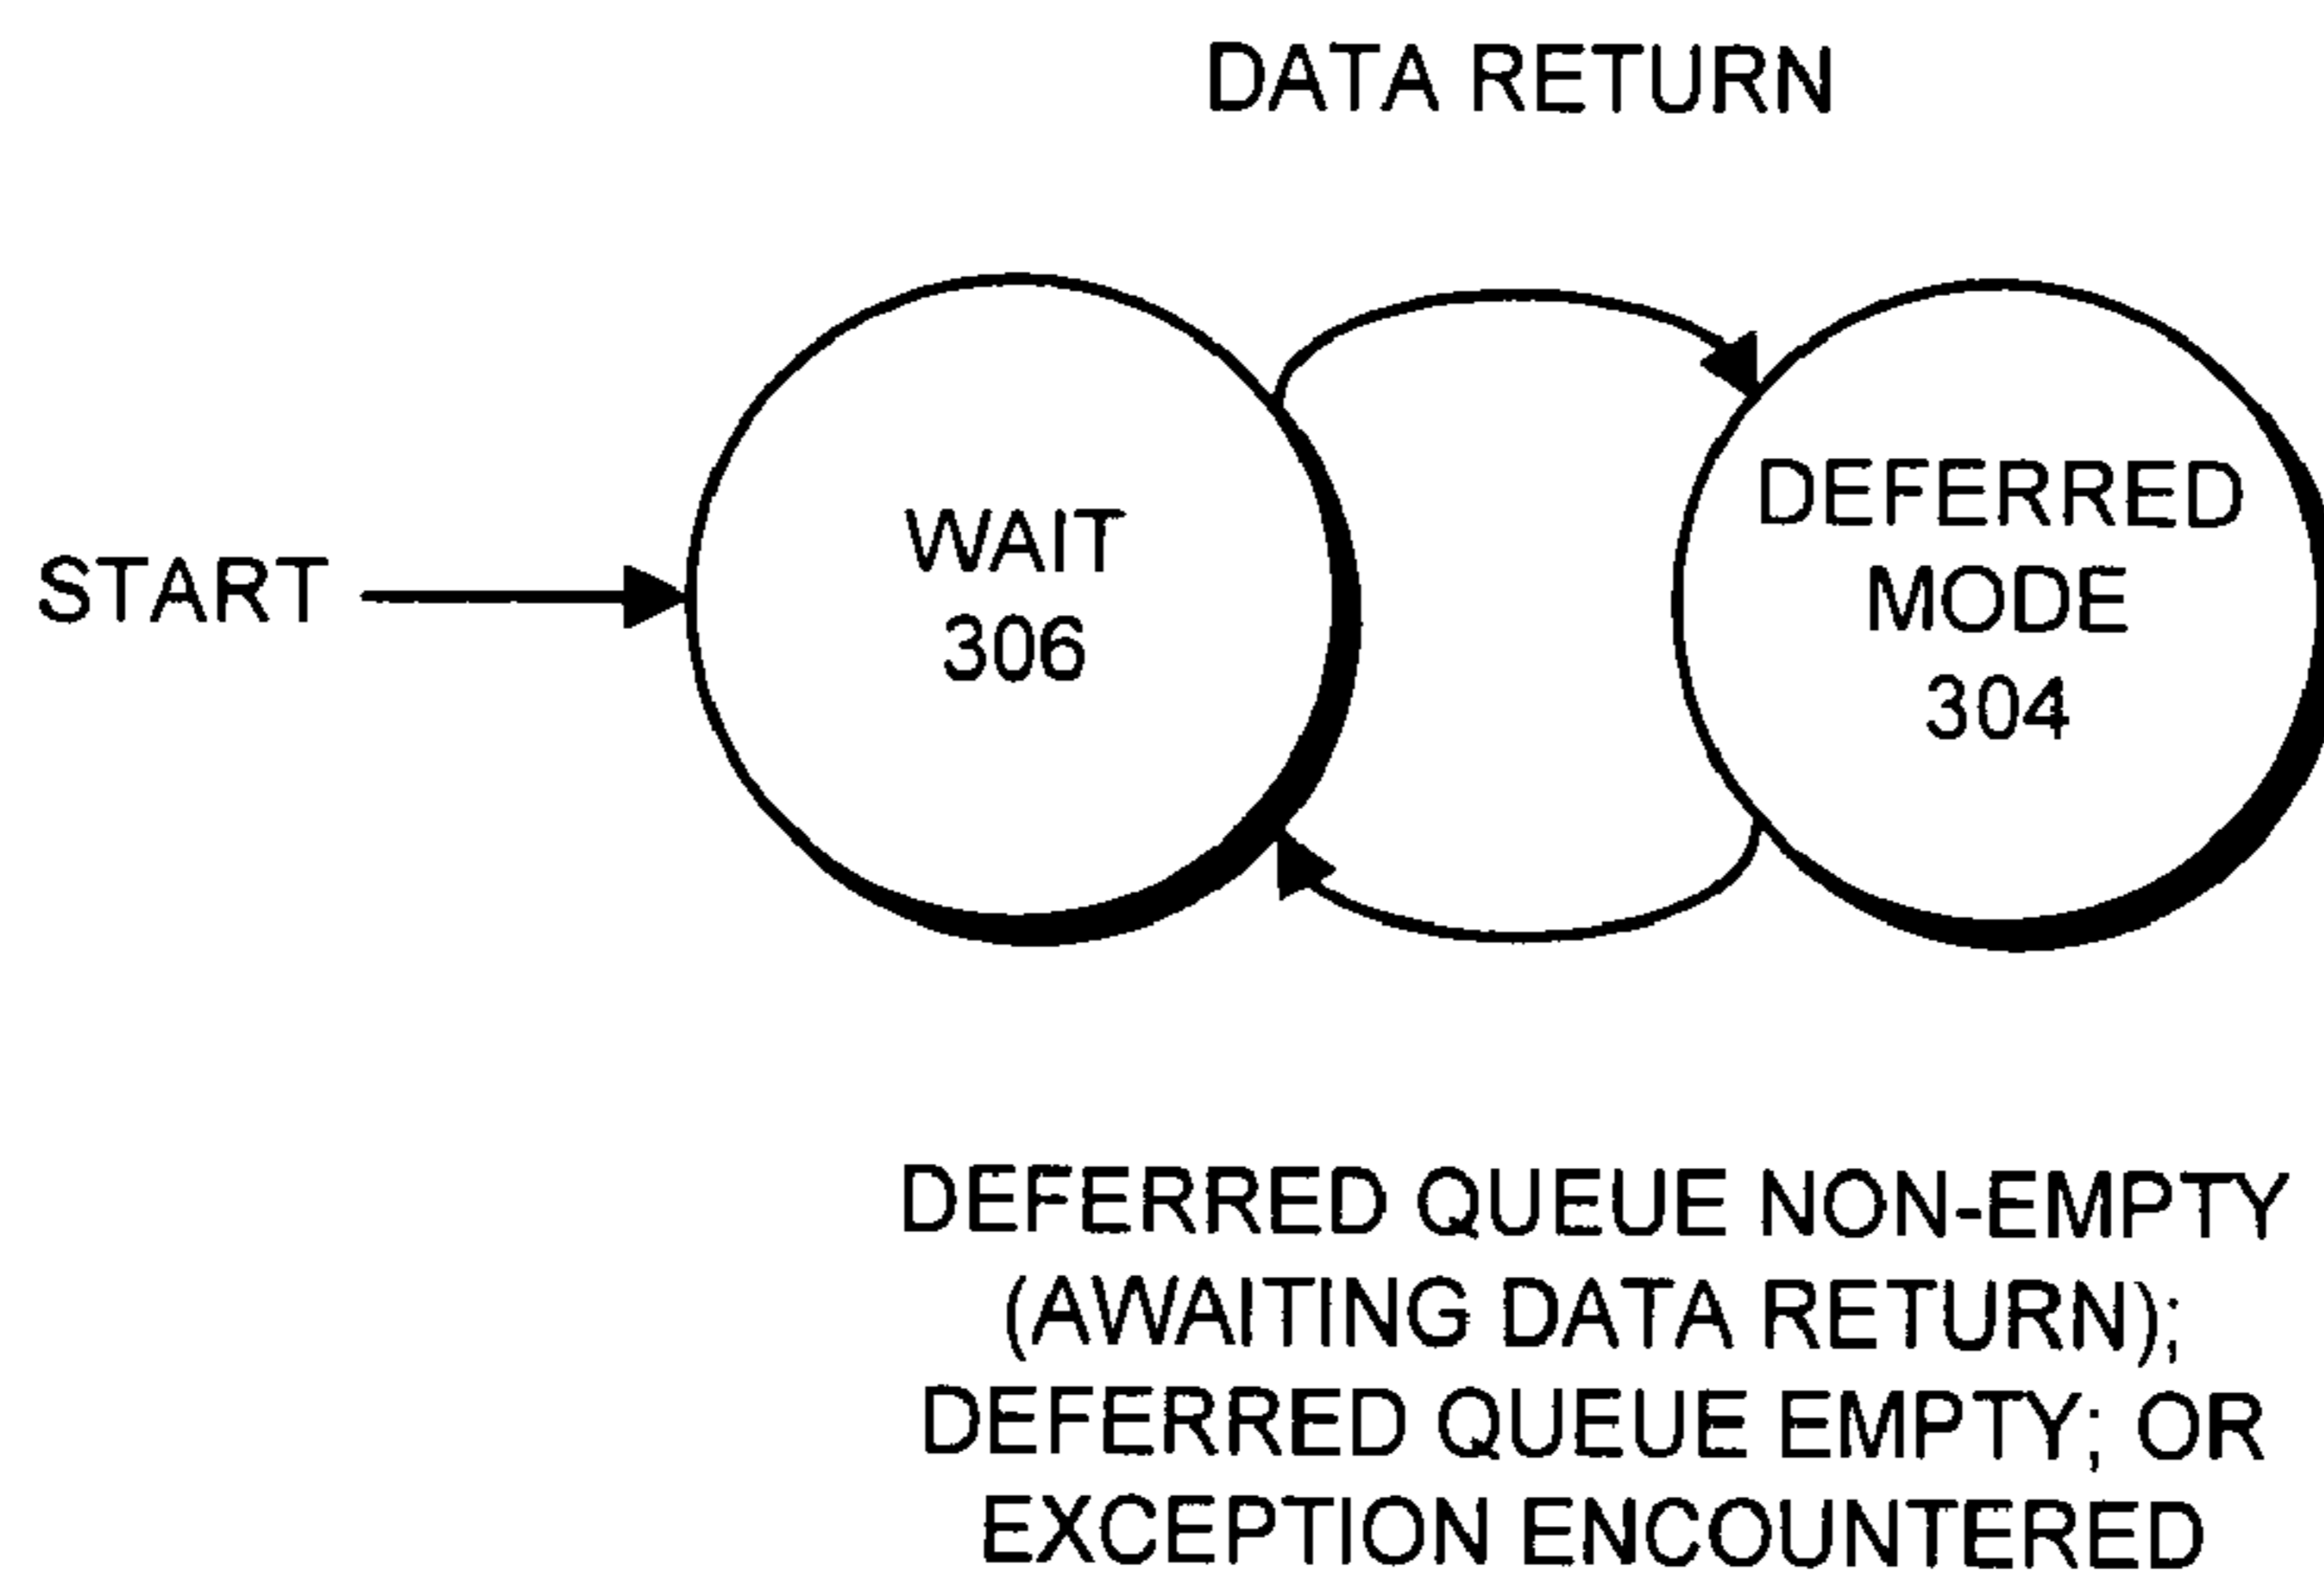 DATA RETURN
START
WAIT
306
DEFERRED
MODE
304
DEFERRED QUEUE NON-EMPTY
(AWAITING DATA RETURN);
DEFERRED QUEUE EMPTY; OR
EXCEPTION ENCOUNTERED